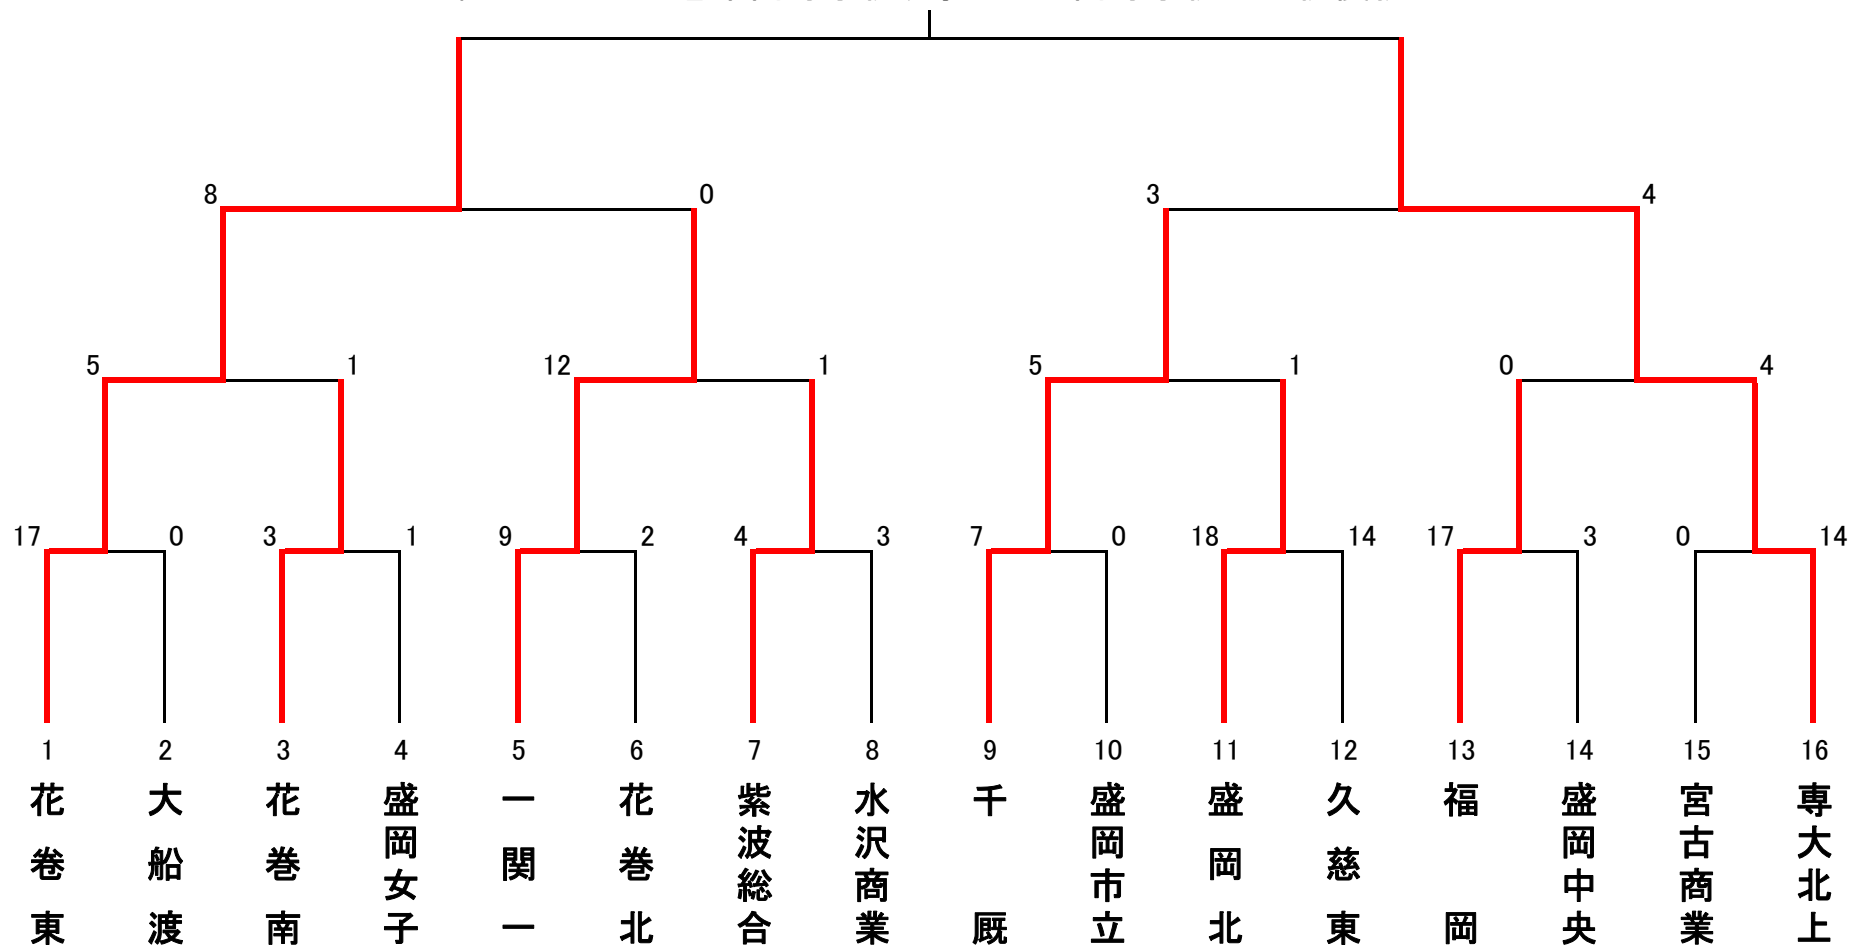 8 0 3 4
5 1 12 1 5 1 0 4
17 0 3 1 9 2 4 3 7 0 18 14 17 3 0 14
1 2 3 4 5 6 7 8 9 10 11 12 13 14 15 16
花巻東
大船渡
花巻南
盛岡女子
一関一
花巻北
紫波総合
水沢商業
千厩
盛岡市立
盛岡北
久慈東
福岡
盛岡中央
宮古商業
専大北上